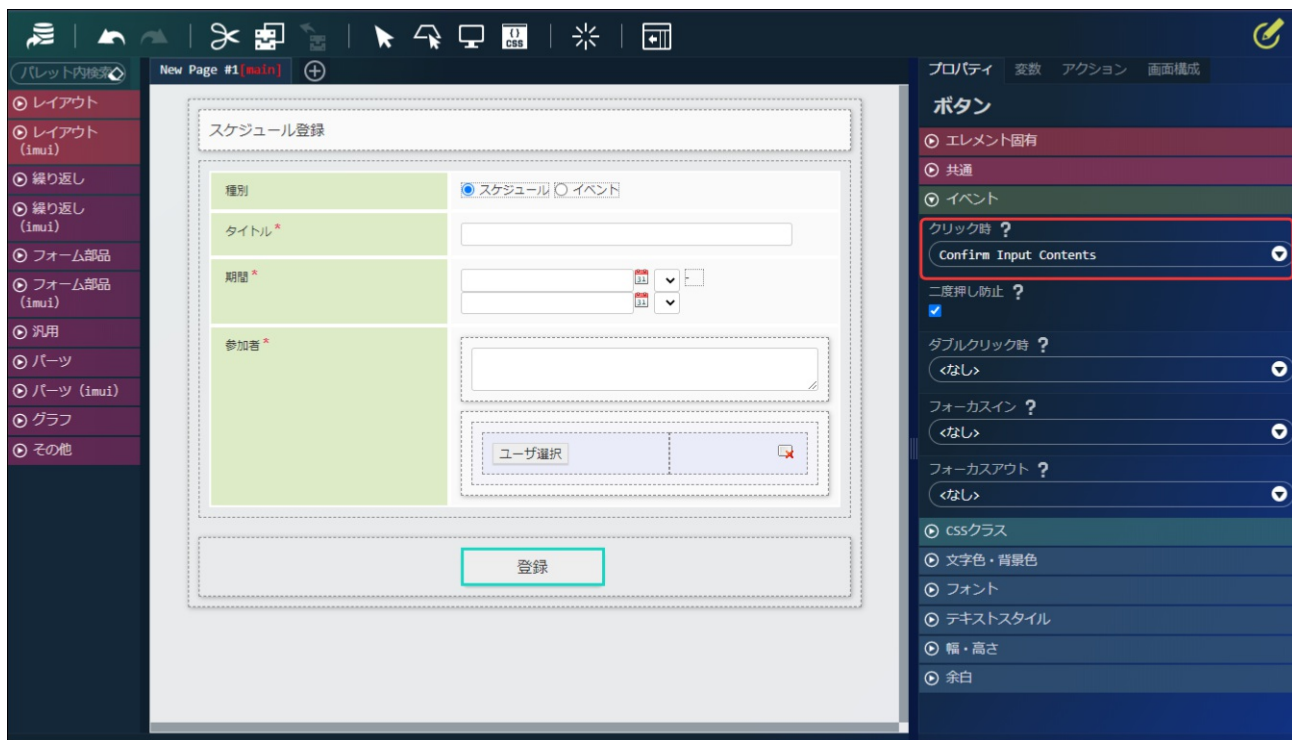 {} CSS
パレット内検索
New Page #1[main]
プロパティ 変数 アクション 画面構成
レイアウト
レイアウト
(imui)
繰り返し
繰り返し
(imui)
フォーム部品
フォーム部品
(imui)
汎用
パーツ
パーツ (imui)
グラフ
その他
スケジュール登録
種別
スケジュール イベント
タイトル*
期間*
31
-
31
参加者*
ユーザ選択
登録
ボタン
エレメント固有
共通
イベント
クリック時 ?
Confirm Input Contents
二度押し防止 ?
ダブルクリック時 ?
<なし>
フォーカスイン ?
<なし>
フォーカスアウト ?
<なし>
CSSクラス
文字色・背景色
フォント
テキストスタイル
幅・高さ
余白